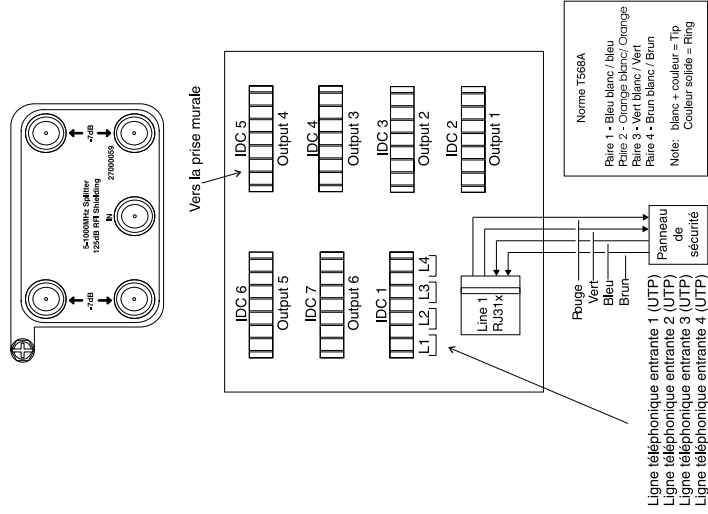 -7dB
-7dB
5-1000MHz Splitter
125dB RFI Shielding
IN
27000059
Vers la prise murale
IDC 6
Output 5
IDC 7
Output 6
IDC 1
L1 L2 L3 L4
IDC 5
Output 4
IDC 4
Output 3
IDC 3
Output 2
IDC 2
Output 1
Line 1
RJ31x
Rouge
Vert
Bleu
Brun
Panneau
de
sécurité
Ligne téléphonique entrante 1 (UTP)
Ligne téléphonique entrante 2 (UTP)
Ligne téléphonique entrante 3 (UTP)
Ligne téléphonique entrante 4 (UTP)
Norme T568A
Paire 1 - Bleu blanc / bleu
Paire 2 - Orange blanc/ Orange
Paire 3 - Vert blanc / Vert
Paire 4 - Brun blanc / Brun
Note: blanc + couleur = Tip
Couleur solide = Ring